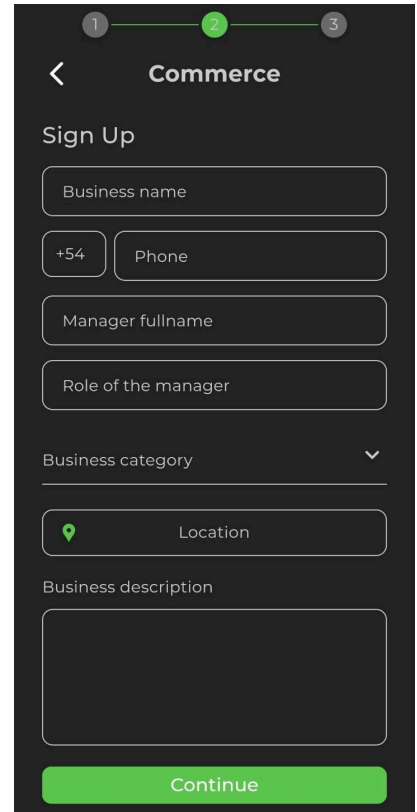 1 2 3
Commerce
Sign Up
Business name
+54 Phone
Manager fullname
Role of the manager
Business category
Location
Business description
Continue